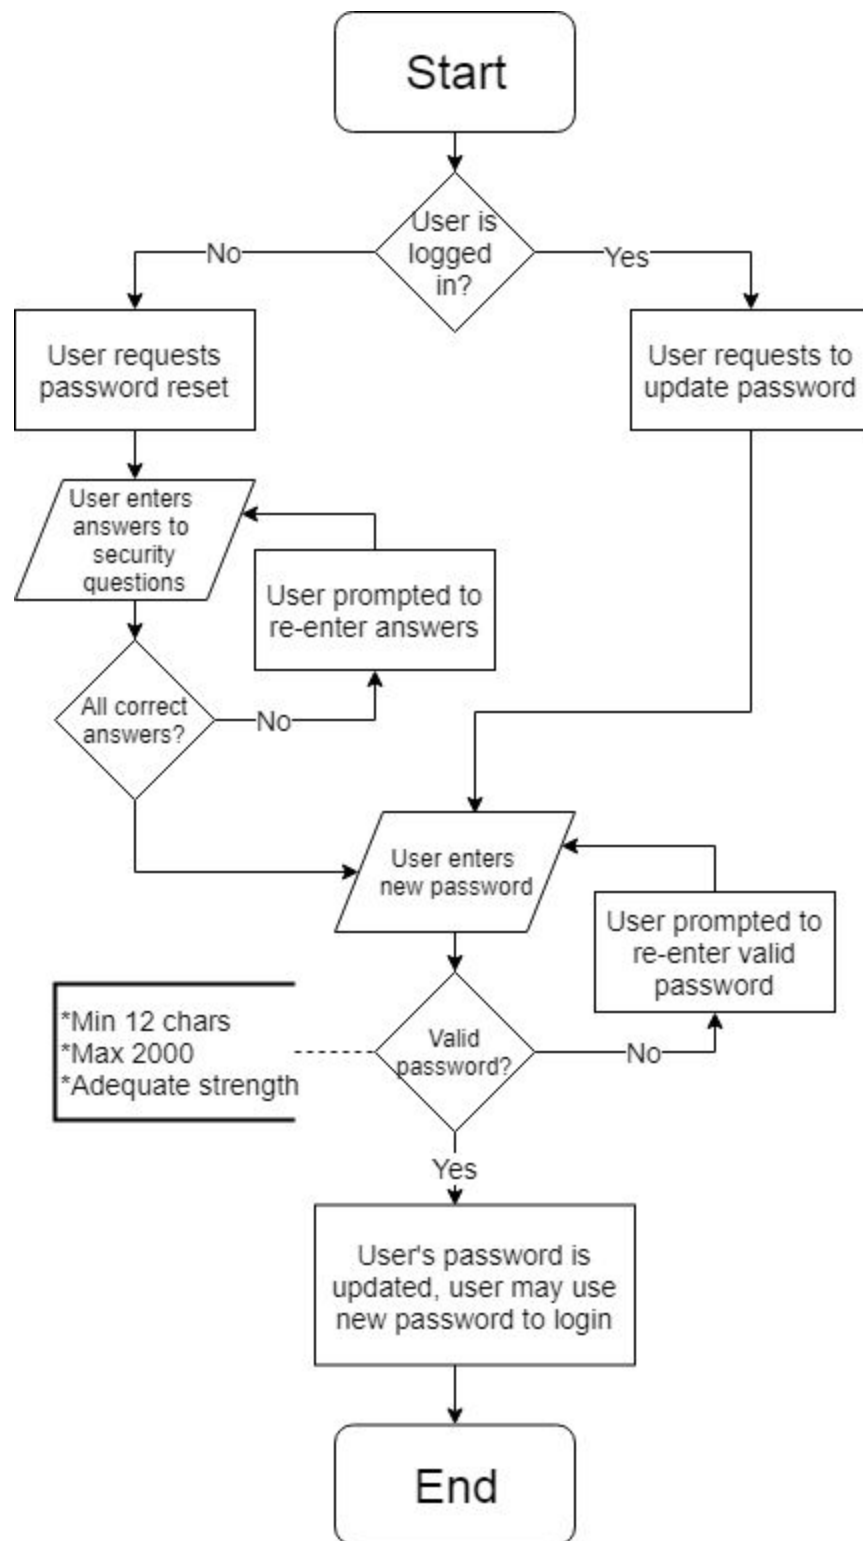 Start
User is
logged
in?
No
Yes
User requests
password reset
User requests to
update password
User enters
answers to
security
questions
User prompted to
re-enter answers
All correct
answers?
No
User enters
new password
User prompted to
re-enter valid
password
*Min 12 chars
*Max 2000
*Adequate strength
Valid
password?
No
Yes
User's password is
updated, user may use
new password to login
End